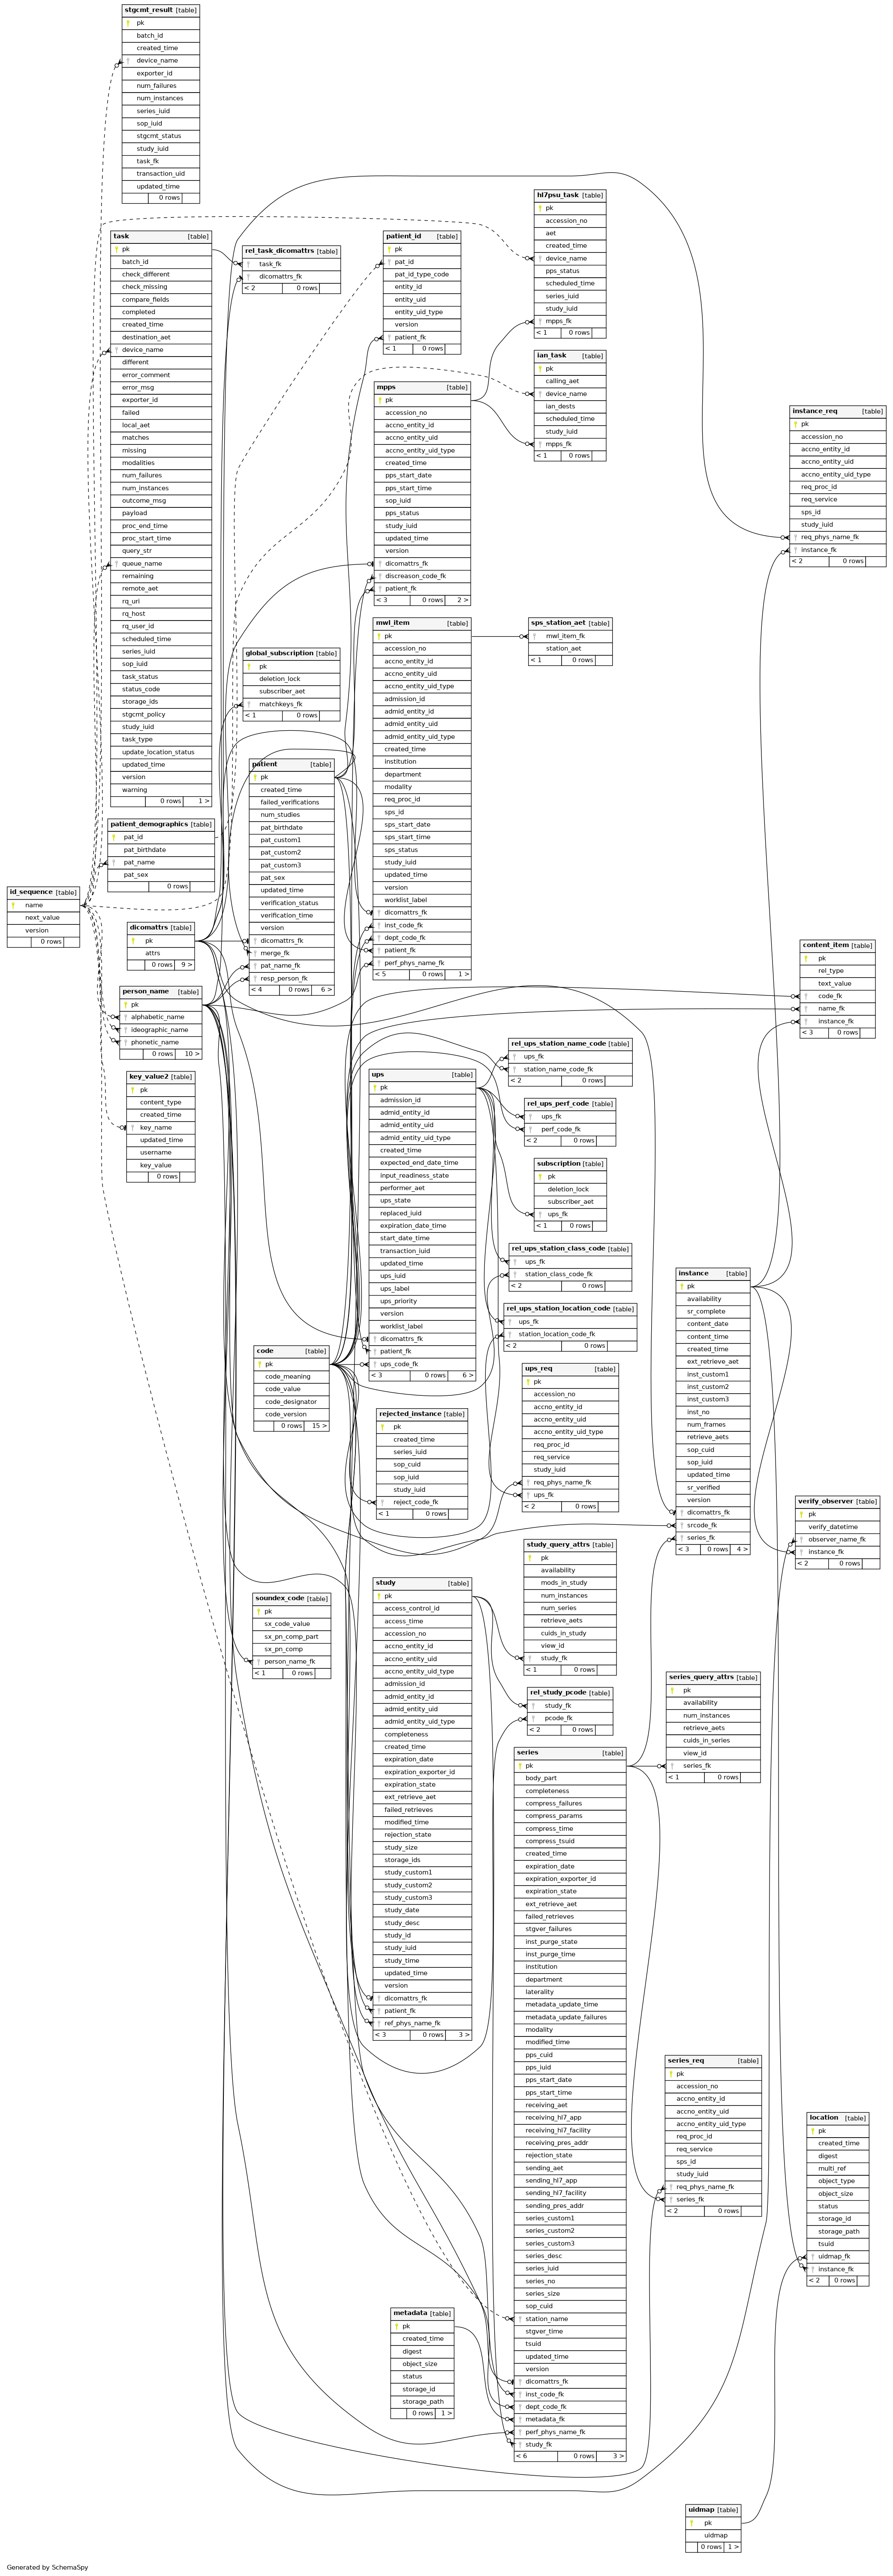 stgcmt_result [table]
pk
batch_id
created_time
device_name
exporter_id
num_failures
num_instances
series_iuid
sop_iuid
stgcmt_status
study_iuid
task_fk
transaction_uid
updated_time
0 rows
task [table]
pk
batch_id
check_different
check_missing
compare_fields
completed
created_time
destination_aet
device_name
different
error_comment
error_msg
exporter_id
failed
local_aet
matches
missing
modalities
num_failures
num_instances
outcome_msg
payload
proc_end_time
proc_start_time
query_str
queue_name
remaining
remote_aet
rq_uri
rq_host
rq_user_id
scheduled_time
series_iuid
sop_iuid
task_status
status_code
storage_ids
stgcmt_policy
study_iuid
task_type
update_location_status
updated_time
version
warning
0 rows 1 >
patient_demographics [table]
pat_id
pat_birthdate
pat_name
pat_sex
0 rows
id_sequence [table]
name
next_value
version
0 rows
dicomattrs [table]
pk
attrs
0 rows 9 >
person_name [table]
pk
alphabetic_name
ideographic_name
phonetic_name
0 rows 10 >
key_value2 [table]
pk
content_type
created_time
key_name
updated_time
username
key_value
0 rows
rel_task_dicomattrs [table]
task_fk
dicomattrs_fk
< 2 0 rows
global_subscription [table]
pk
deletion_lock
subscriber_aet
matchkeys_fk
< 1 0 rows
patient [table]
pk
created_time
failed_verifications
num_studies
pat_birthdate
pat_custom1
pat_custom2
pat_custom3
pat_sex
updated_time
verification_status
verification_time
version
dicomattrs_fk
merge_fk
pat_name_fk
resp_person_fk
< 4 0 rows 6 >
code [table]
pk
code_meaning
code_value
code_designator
code_version
0 rows 15 >
soundex_code [table]
pk
sx_code_value
sx_pn_comp_part
sx_pn_comp
person_name_fk
< 1 0 rows
patient_id [table]
pk
pat_id
pat_id_type_code
entity_id
entity_uid
entity_uid_type
version
patient_fk
< 1 0 rows
mpps [table]
pk
accession_no
accno_entity_id
accno_entity_uid
accno_entity_uid_type
created_time
pps_start_date
pps_start_time
sop_iuid
pps_status
study_iuid
updated_time
version
dicomattrs_fk
discreason_code_fk
patient_fk
< 3 0 rows 2 >
mwl_item [table]
pk
accession_no
accno_entity_id
accno_entity_uid
accno_entity_uid_type
admission_id
admid_entity_id
admid_entity_uid
admid_entity_uid_type
created_time
institution
department
modality
req_proc_id
sps_id
sps_start_date
sps_start_time
sps_status
study_iuid
updated_time
version
worklist_label
dicomattrs_fk
inst_code_fk
dept_code_fk
patient_fk
perf_phys_name_fk
< 5 0 rows 1 >
ups [table]
pk
admission_id
admid_entity_id
admid_entity_uid
admid_entity_uid_type
created_time
expected_end_date_time
input_readiness_state
performer_aet
ups_state
replaced_iuid
expiration_date_time
start_date_time
transaction_iuid
updated_time
ups_iuid
ups_label
ups_priority
version
worklist_label
dicomattrs_fk
patient_fk
ups_code_fk
< 3 0 rows 6 >
rejected_instance [table]
pk
created_time
series_iuid
sop_cuid
sop_iuid
study_iuid
reject_code_fk
< 1 0 rows
study [table]
pk
access_control_id
access_time
accession_no
accno_entity_id
accno_entity_uid
accno_entity_uid_type
admission_id
admid_entity_id
admid_entity_uid
admid_entity_uid_type
completeness
created_time
expiration_date
expiration_exporter_id
expiration_state
ext_retrieve_aet
failed_retrieves
modified_time
rejection_state
study_size
storage_ids
study_custom1
study_custom2
study_custom3
study_date
study_desc
study_id
study_iuid
study_time
updated_time
version
dicomattrs_fk
patient_fk
ref_phys_name_fk
< 3 0 rows 3 >
metadata [table]
pk
created_time
digest
object_size
status
storage_id
storage_path
0 rows 1 >
hl7psu_task [table]
pk
accession_no
aet
created_time
device_name
pps_status
scheduled_time
series_iuid
study_iuid
mpps_fk
< 1 0 rows
ian_task [table]
pk
calling_aet
device_name
ian_dests
scheduled_time
study_iuid
mpps_fk
< 1 0 rows
sps_station_aet [table]
mwl_item_fk
station_aet
< 1 0 rows
rel_ups_station_name_code [table]
ups_fk
station_name_code_fk
< 2 0 rows
rel_ups_perf_code [table]
ups_fk
perf_code_fk
< 2 0 rows
subscription [table]
pk
deletion_lock
subscriber_aet
ups_fk
< 1 0 rows
rel_ups_station_class_code [table]
ups_fk
station_class_code_fk
< 2 0 rows
rel_ups_station_location_code [table]
ups_fk
station_location_code_fk
< 2 0 rows
ups_req [table]
pk
accession_no
accno_entity_id
accno_entity_uid
accno_entity_uid_type
req_proc_id
req_service
study_iuid
req_phys_name_fk
ups_fk
< 2 0 rows
study_query_attrs [table]
pk
availability
mods_in_study
num_instances
num_series
retrieve_aets
cuids_in_study
view_id
study_fk
< 1 0 rows
rel_study_pcode [table]
study_fk
pcode_fk
< 2 0 rows
series [table]
pk
body_part
completeness
compress_failures
compress_params
compress_time
compress_tsuid
created_time
expiration_date
expiration_exporter_id
expiration_state
ext_retrieve_aet
failed_retrieves
stgver_failures
inst_purge_state
inst_purge_time
institution
department
laterality
metadata_update_time
metadata_update_failures
modality
modified_time
pps_cuid
pps_iuid
pps_start_date
pps_start_time
receiving_aet
receiving_hl7_app
receiving_hl7_facility
receiving_pres_addr
rejection_state
sending_aet
sending_hl7_app
sending_hl7_facility
sending_pres_addr
series_custom1
series_custom2
series_custom3
series_desc
series_iuid
series_no
series_size
sop_cuid
station_name
stgver_time
tsuid
updated_time
version
dicomattrs_fk
inst_code_fk
dept_code_fk
metadata_fk
perf_phys_name_fk
study_fk
< 6 0 rows 3 >
instance [table]
pk
availability
sr_complete
content_date
content_time
created_time
ext_retrieve_aet
inst_custom1
inst_custom2
inst_custom3
inst_no
num_frames
retrieve_aets
sop_cuid
sop_iuid
updated_time
sr_verified
version
dicomattrs_fk
srcode_fk
series_fk
< 3 0 rows 4 >
series_query_attrs [table]
pk
availability
num_instances
retrieve_aets
cuids_in_series
view_id
series_fk
< 1 0 rows
series_req [table]
pk
accession_no
accno_entity_id
accno_entity_uid
accno_entity_uid_type
req_proc_id
req_service
sps_id
study_iuid
req_phys_name_fk
series_fk
< 2 0 rows
uidmap [table]
pk
uidmap
0 rows 1 >
instance_req [table]
pk
accession_no
accno_entity_id
accno_entity_uid
accno_entity_uid_type
req_proc_id
req_service
sps_id
study_iuid
req_phys_name_fk
instance_fk
< 2 0 rows
content_item [table]
pk
rel_type
text_value
code_fk
name_fk
instance_fk
< 3 0 rows
verify_observer [table]
pk
verify_datetime
observer_name_fk
instance_fk
< 2 0 rows
location [table]
pk
created_time
digest
multi_ref
object_type
object_size
status
storage_id
storage_path
tsuid
uidmap_fk
instance_fk
< 2 0 rows
Generated by SchemaSpy